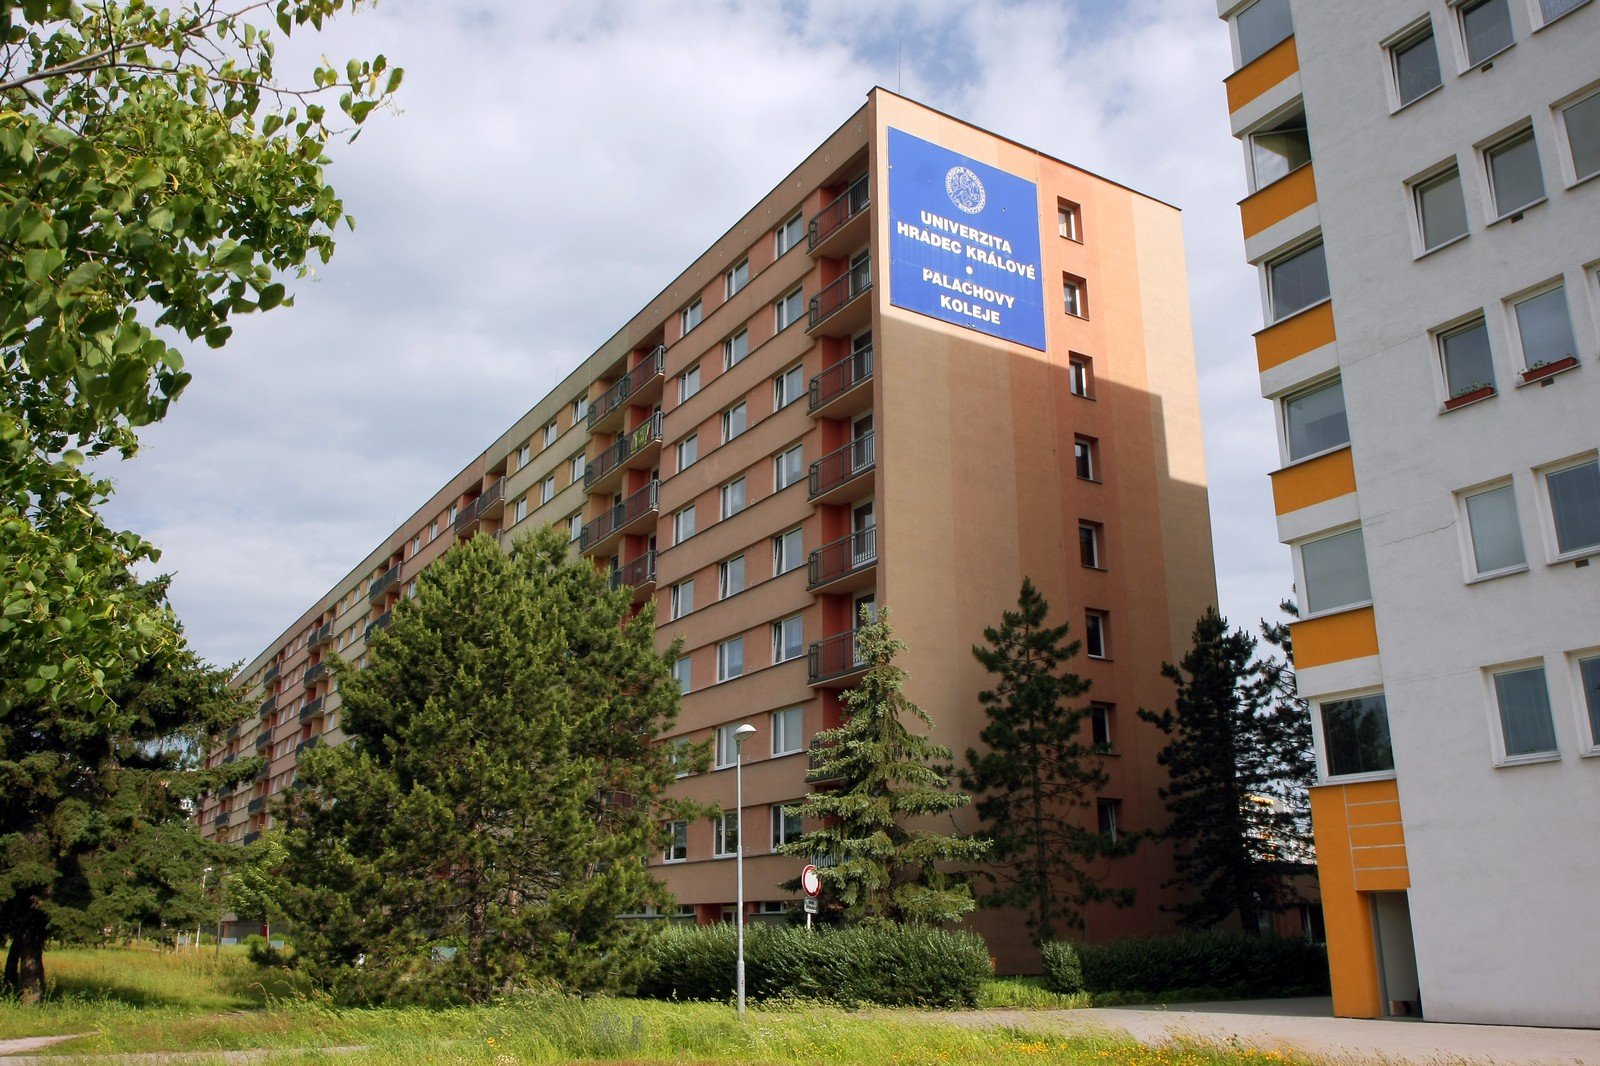 UNIVERZITA
HRADEC KRÁLOVÉ
•
PALACHOVY
KOLEJE